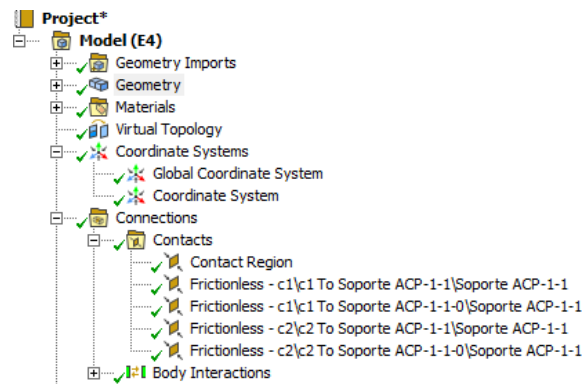 Project*
Model (E4)
Geometry Imports
Geometry
Materials
Virtual Topology
Coordinate Systems
Global Coordinate System
Coordinate System
Connections
Contacts
Contact Region
Frictionless - c1\c1 To Soporte ACP-1-1\Soporte ACP-1-1
Frictionless - c1\c1 To Soporte ACP-1-1-0\Soporte ACP-1-1
Frictionless - c2\c2 To Soporte ACP-1-1\Soporte ACP-1-1
Frictionless - c2\c2 To Soporte ACP-1-1-0\Soporte ACP-1-1
Body Interactions